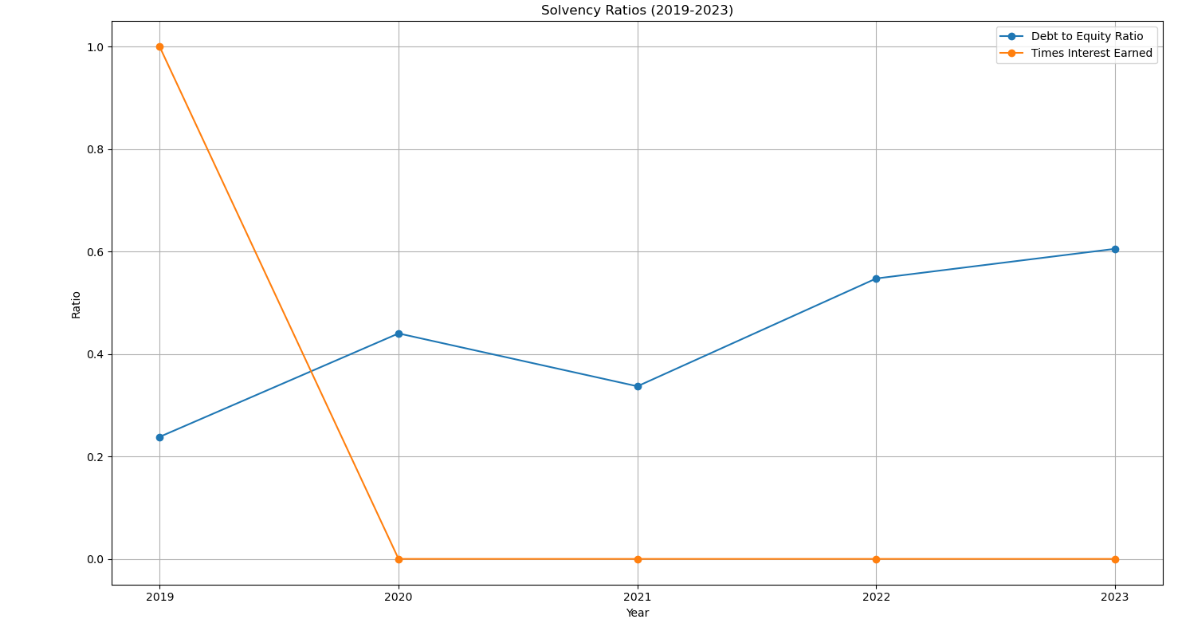 Solvency Ratios (2019-2023)
Debt to Equity Ratio
Times Interest Earned
Ratio
1.0
0.8
0.6
0.4
0.2
0.0
2019 2020 2021 2022 2023
Year